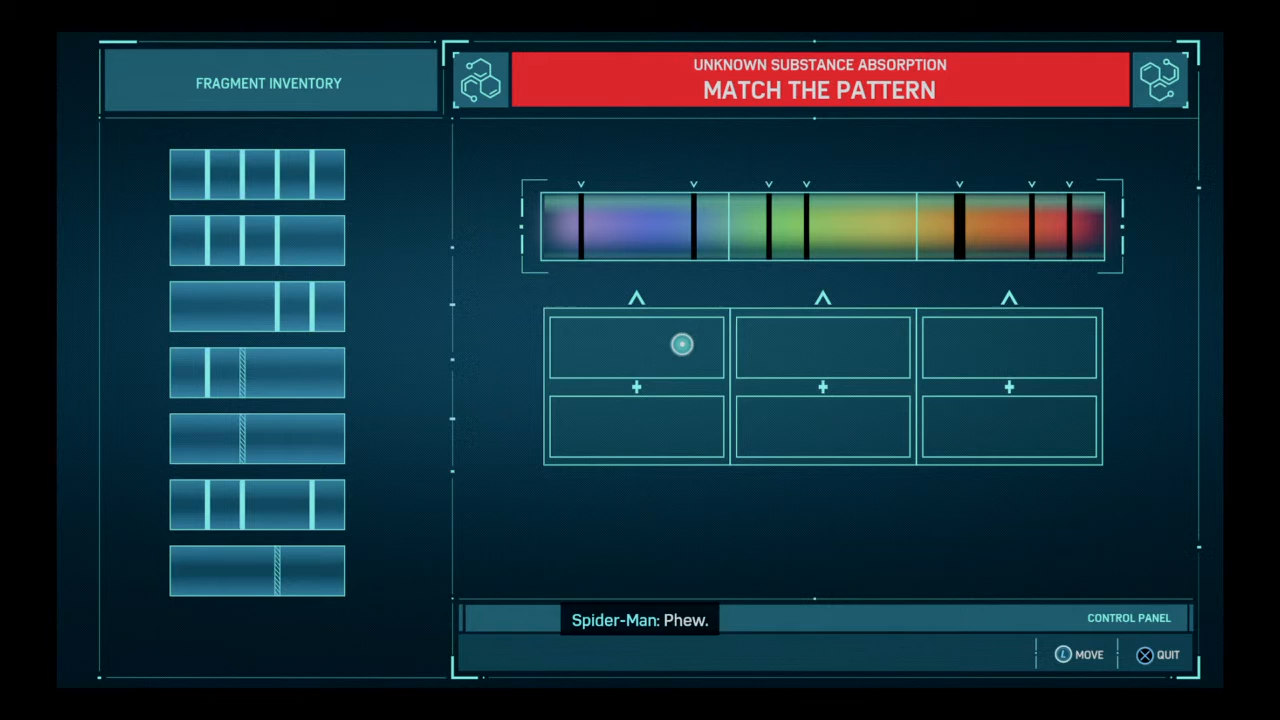 FRAGMENT INVENTORY
UNKNOWN SUBSTANCE ABSORPTION
MATCH THE PATTERN
Spider-Man: Phew.
CONTROL PANEL
L MOVE
QUIT